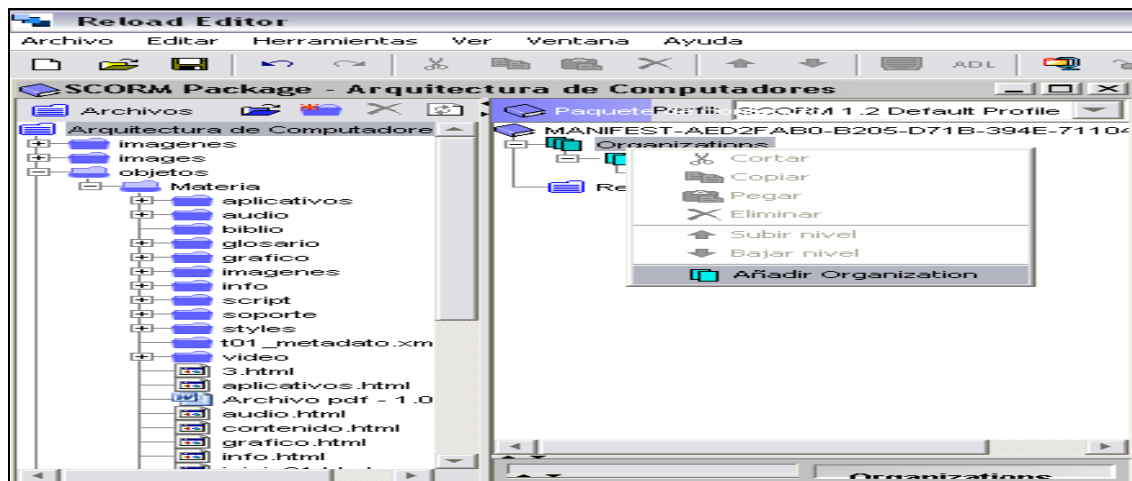 Reload Editor
Archivo Editar Herramientas Ver Ventana Ayuda
ADL
SCORM Package - Arquitectura de Computadores
Archivos
Paquete Perfil: SCORM 1.2 Default Profile
Arquitectura de Computadore
imagenes
images
objetos
Materia
aplicativos
audio
biblio
glosario
grafico
imagenes
info
script
soporte
styles
t01_metadato.xm
video
3.html
aplicativos.html
Archivo pdf - 1.0
audio.html
contenido.html
grafico.html
info.html
MANIFEST-AED2FAB0-B205-D71B-394E-71104
Organizations
Re
Cortar
Copiar
Pegar
Eliminar
Subir nivel
Bajar nivel
Añadir Organization
Organizations